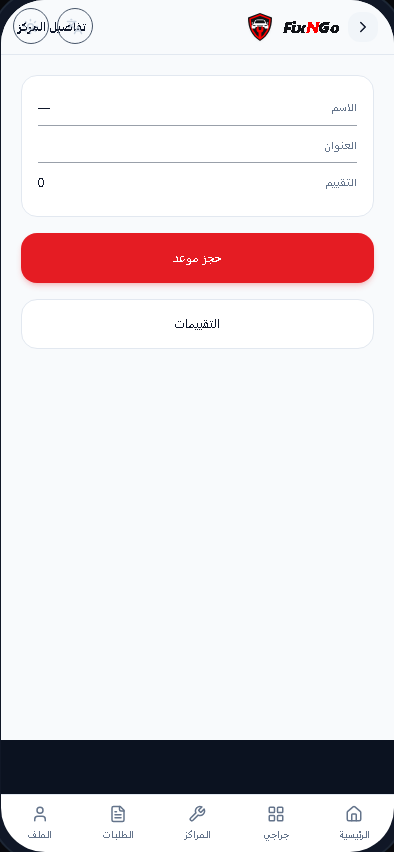 FixNGo
تفاصيل المركز
الاسم —
العنوان
التقييم 0
حجز موعد
التقييمات
الرئيسية
جراجي
المراكز
الطلبات
الملف